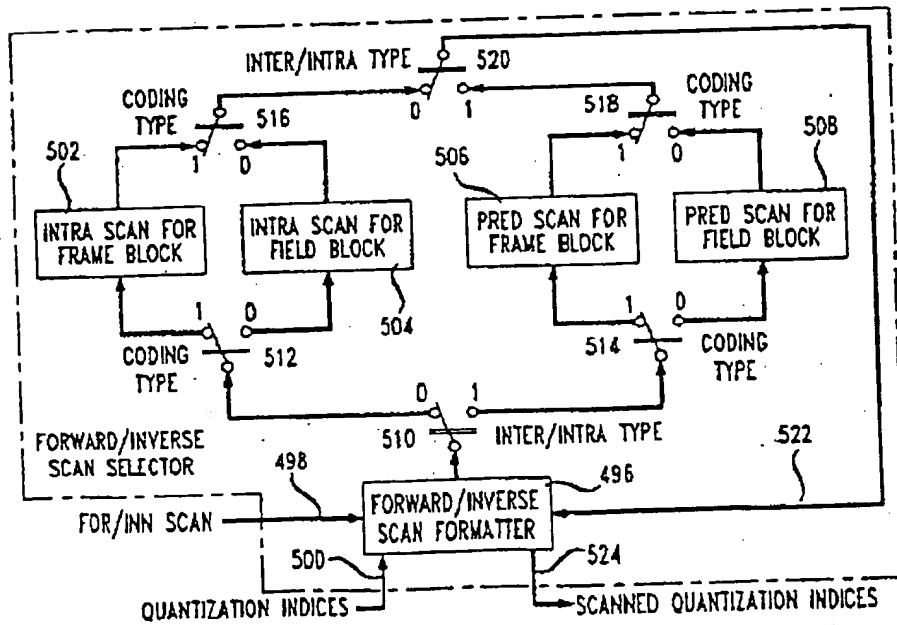 INTER/INTRA TYPE
520
CODING
TYPE
516
0 1
518
CODING
TYPE
502
1 0
506
1 0
508
INTRA SCAN FOR
FRAME BLOCK
INTRA SCAN FOR
FIELD BLOCK
PRED SCAN FOR
FRAME BLOCK
PRED SCAN FOR
FIELD BLOCK
504
1 0
512
CODING
TYPE
1 0
514
CODING
TYPE
0 1
510
INTER/INTRA TYPE
FORWARD/INVERSE
SCAN SELECTOR
498
496
522
FOR/INN SCAN
FORWARD/INVERSE
SCAN FORMATTER
500
524
QUANTIZATION INDICES
SCANNED QUANTIZATION INDICES